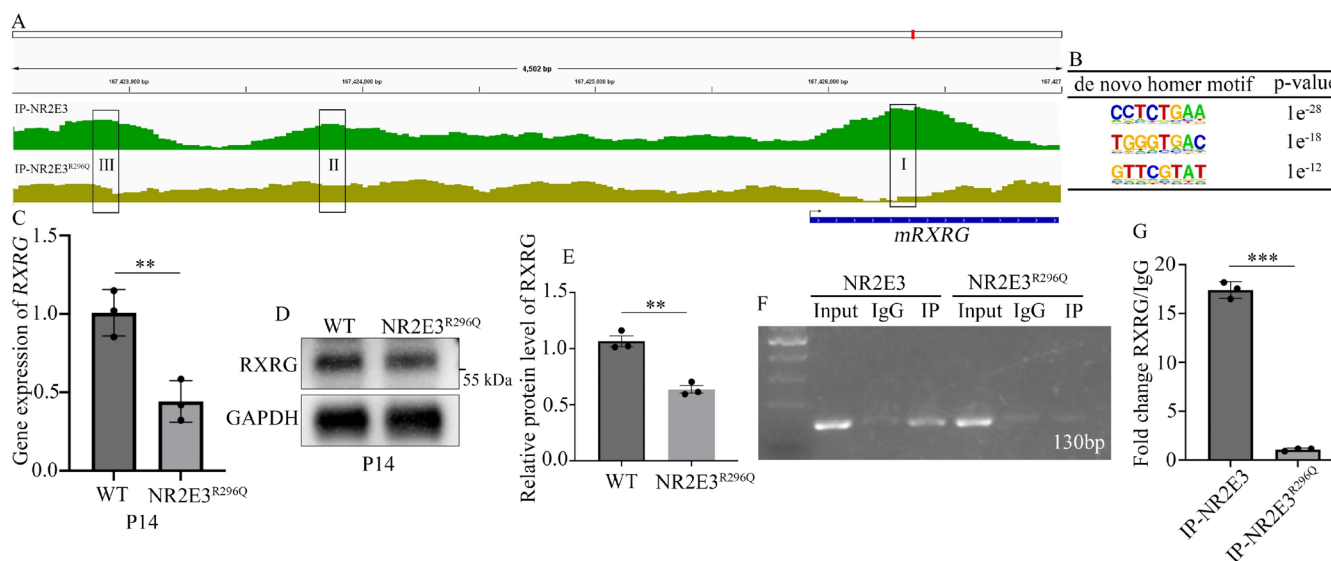 A
4,502 bp
167,423,000 bp 167,424,000 bp 167,425,000 bp 167,426,000 bp 167,427
IP-NR2E3
IP-NR2E3R296Q
III II I
mRXRG
B
de novo homer motif p-value
CCTCTGAA 1e-28
TGGGTGAC 1e-18
GTTCGTAT 1e-12
C
Gene expression of RXRG
1.5
1.0
0.5
0.0
**
WT NR2E3R296Q
P14
D
WT NR2E3R296Q
RXRG
55 kDa
GAPDH
P14
E
Relative protein level of RXRG
1.5
1.0
0.5
0.0
**
WT NR2E3R296Q
F
NR2E3 NR2E3R296Q
Input IgG IP Input IgG IP
130bp
G
Fold change RXRG/IgG
20
15
10
5
0
***
IP-NR2E3
IP-NR2E3R296Q